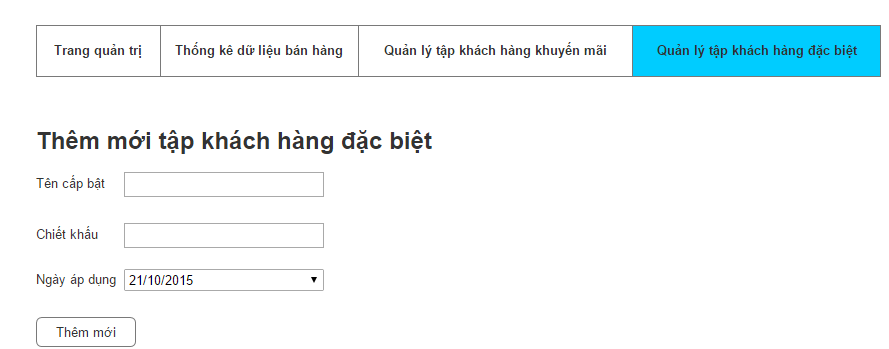 Trang quản trị Thống kê dữ liệu bán hàng Quản lý tập khách hàng khuyến mãi Quản lý tập khách hàng đặc biệt
Thêm mới tập khách hàng đặc biệt
Tên cấp bật
Chiết khấu
Ngày áp dụng 21/10/2015
Thêm mới